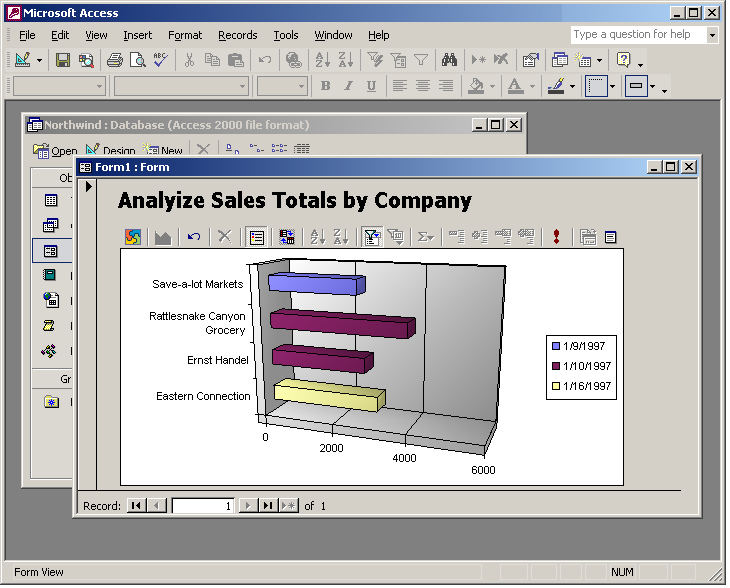 Microsoft Access
File Edit View Insert Format Records Tools Window Help
Type a question for help
ABC
A Z Z A
B I U
A
Northwind : Database (Access 2000 file format)
Open Design New
Form1 : Form
Ob
Gr
Analyize Sales Totals by Company
A Z Z A
Save-a-lot Markets
Rattlesnake Canyon
Grocery
Ernst Handel
Eastern Connection
0
2000
4000
6000
1/9/1997
1/10/1997
1/16/1997
Record: 1 of 1
Form View
NUM